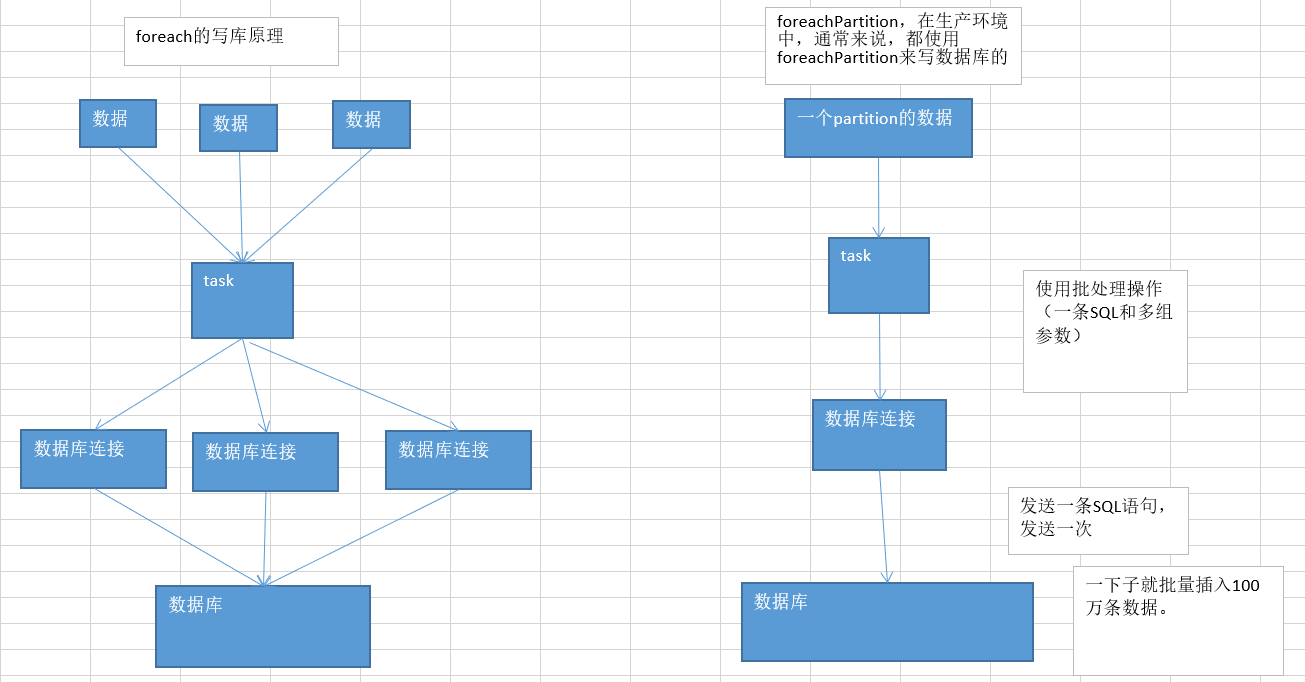 foreach的写库原理
数据
数据
数据
task
数据库连接
数据库连接
数据库连接
数据库
foreachPartition，在生产环境
中，通常来说，都使用
foreachPartition来写数据库的
一个partition的数据
task
使用批处理操作
（一条SQL和多组
参数）
数据库连接
发送一条SQL语句，
发送一次
数据库
一下子就批量插入100
万条数据。